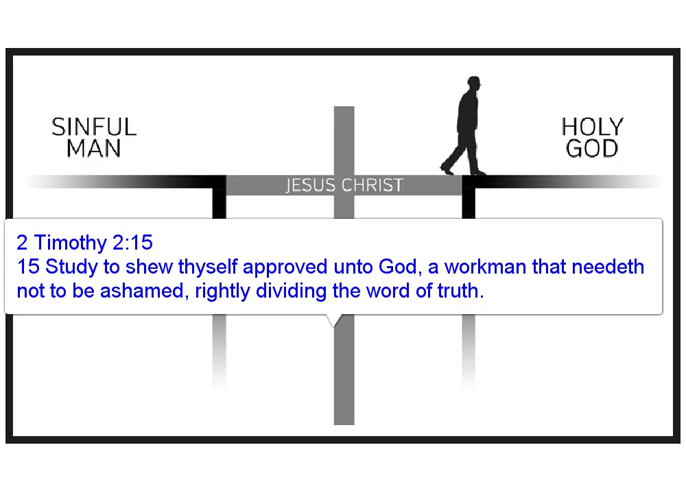 SINFUL
MAN
HOLY
GOD
JESUS CHRIST
2 Timothy 2:15
15 Study to shew thyself approved unto God, a workman that needeth
not to be ashamed, rightly dividing the word of truth.